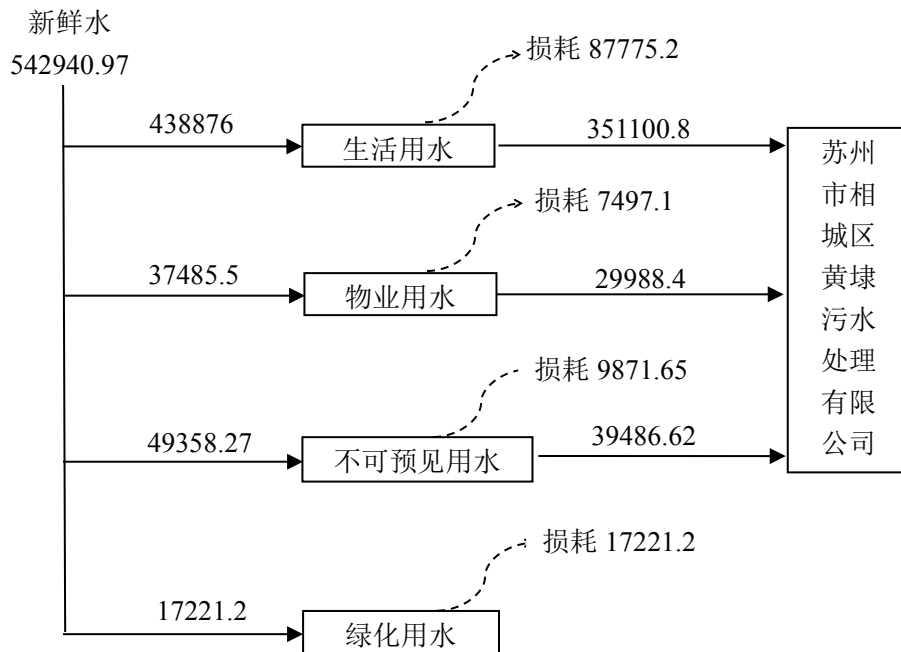 新鲜水
542940.97
损耗 87775.2
438876
生活用水
351100.8
损耗 7497.1
37485.5
物业用水
29988.4
损耗 9871.65
49358.27
不可预见用水
39486.62
损耗 17221.2
17221.2
绿化用水
苏州
市相
城区
黄埭
污水
处理
有限
公司